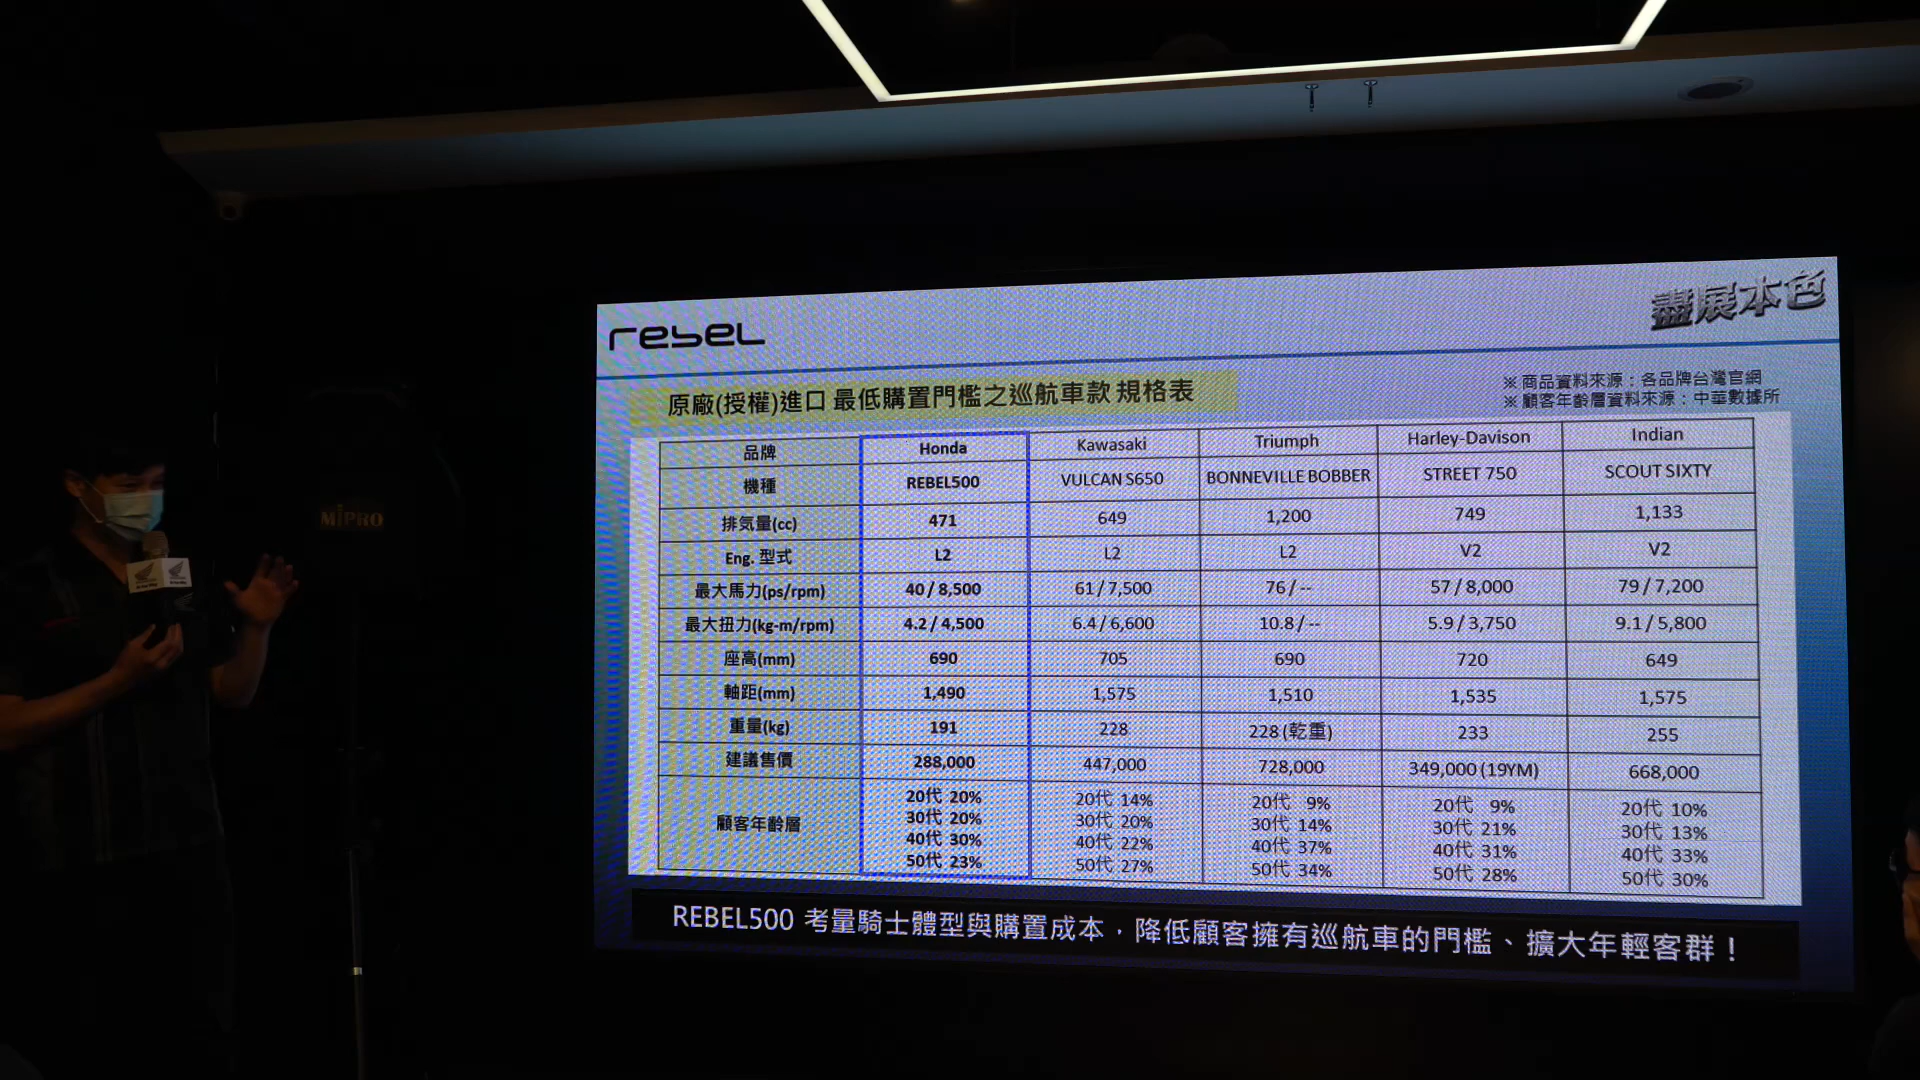 rebel
盡展本色
原廠(授權)進口 最低購置門檻之巡航車款 規格表
※ 商品資料來源：各品牌台灣官網
※ 顧客年齡層資料來源：中華數據所
品牌 Honda Kawasaki Triumph Harley-Davison Indian
機種 REBEL500 VULCAN S650 BONNEVILLE BOBBER STREET 750 SCOUT SIXTY
排気量(cc) 471 649 1,200 749 1,133
Eng. 型式 L2 L2 L2 V2 V2
最大馬力(ps/rpm) 40 / 8,500 61 / 7,500 76 / -- 57 / 8,000 79 / 7,200
最大扭力(kg-m/rpm) 4.2 / 4,500 6.4 / 6,600 10.8 / -- 5.9 / 3,750 9.1 / 5,800
座高(mm) 690 705 690 720 649
軸距(mm) 1,490 1,575 1,510 1,535 1,575
重量(kg) 191 228 228 (乾重) 233 255
建議售價 288,000 447,000 728,000 349,000 (19YM) 668,000
顧客年齡層
20代 20% 20代 14% 20代 9% 20代 9% 20代 10%
30代 20% 30代 20% 30代 14% 30代 21% 30代 13%
40代 30% 40代 22% 40代 37% 40代 31% 40代 33%
50代 23% 50代 27% 50代 34% 50代 28% 50代 30%
REBEL500 考量騎士體型與購置成本，降低顧客擁有巡航車的門檻、擴大年輕客群！
MIPRO